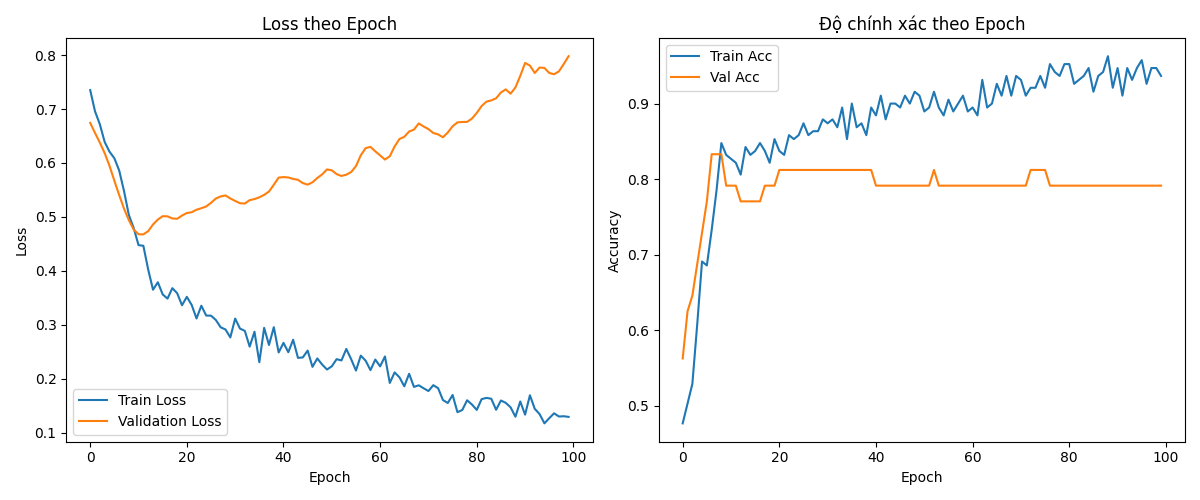 Loss theo Epoch
0.8
0.7
0.6
0.5
0.4
0.3
0.2
0.1
Loss
Train Loss
Validation Loss
0 20 40 60 80 100
Epoch
Độ chính xác theo Epoch
Train Acc
Val Acc
0.9
0.8
0.7
0.6
0.5
Accuracy
0 20 40 60 80 100
Epoch